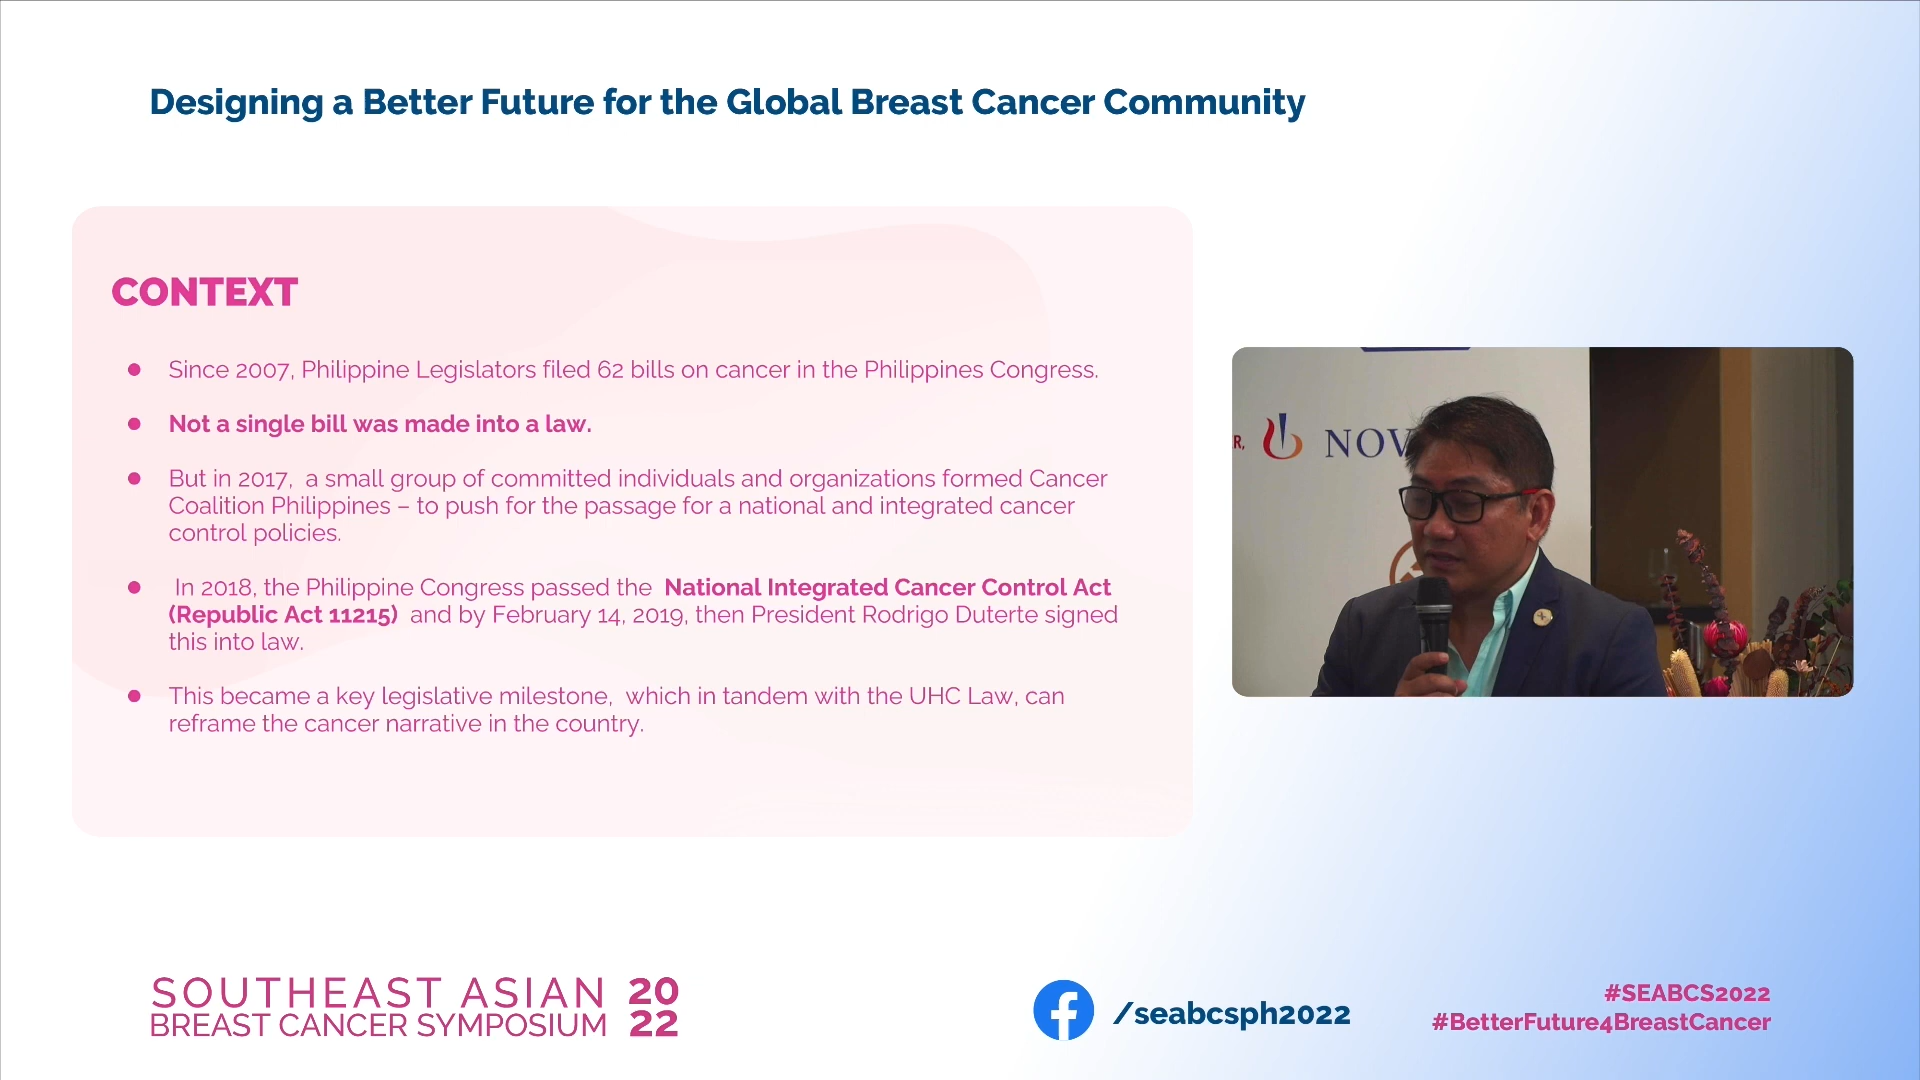 Designing a Better Future for the Global Breast Cancer Community
CONTEXT
● Since 2007, Philippine Legislators filed 62 bills on cancer in the Philippines Congress.
● Not a single bill was made into a law.
● But in 2017, a small group of committed individuals and organizations formed Cancer
Coalition Philippines – to push for the passage for a national and integrated cancer
control policies.
● In 2018, the Philippine Congress passed the National Integrated Cancer Control Act
(Republic Act 11215) and by February 14, 2019, then President Rodrigo Duterte signed
this into law.
● This became a key legislative milestone, which in tandem with the UHC Law, can
reframe the cancer narrative in the country.
R,
NOV
SOUTHEAST ASIAN 20
BREAST CANCER SYMPOSIUM 22
/seabcsph2022
#SEABCS2022
#BetterFuture4BreastCancer